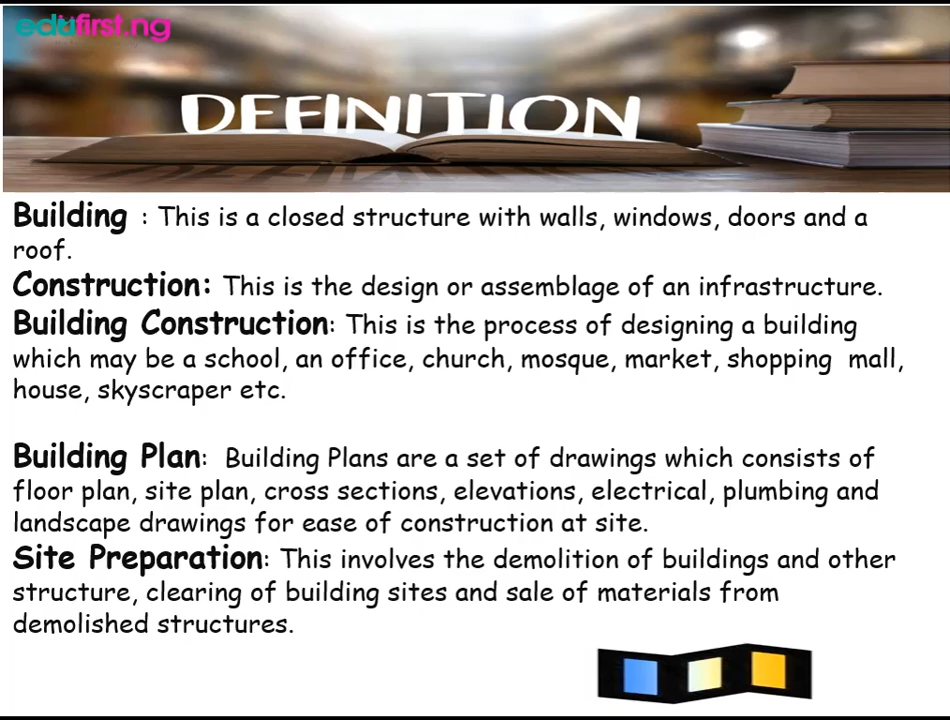 edufirst.ng
DEFINITION
Building : This is a closed structure with walls, windows, doors and a
roof.
Construction: This is the design or assemblage of an infrastructure.
Building Construction: This is the process of designing a building
which may be a school, an office, church, mosque, market, shopping mall,
house, skyscraper etc.
Building Plan: Building Plans are a set of drawings which consists of
floor plan, site plan, cross sections, elevations, electrical, plumbing and
landscape drawings for ease of construction at site.
Site Preparation: This involves the demolition of buildings and other
structure, clearing of building sites and sale of materials from
demolished structures.